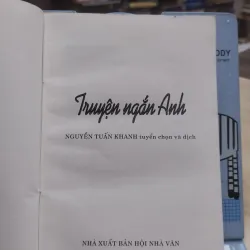 Truyện ngắn Anh
NGUYỄN TUẤN KHANH tuyển chọn và dịch
NHÀ XUẤT BẢN HỘI NHÀ VĂN